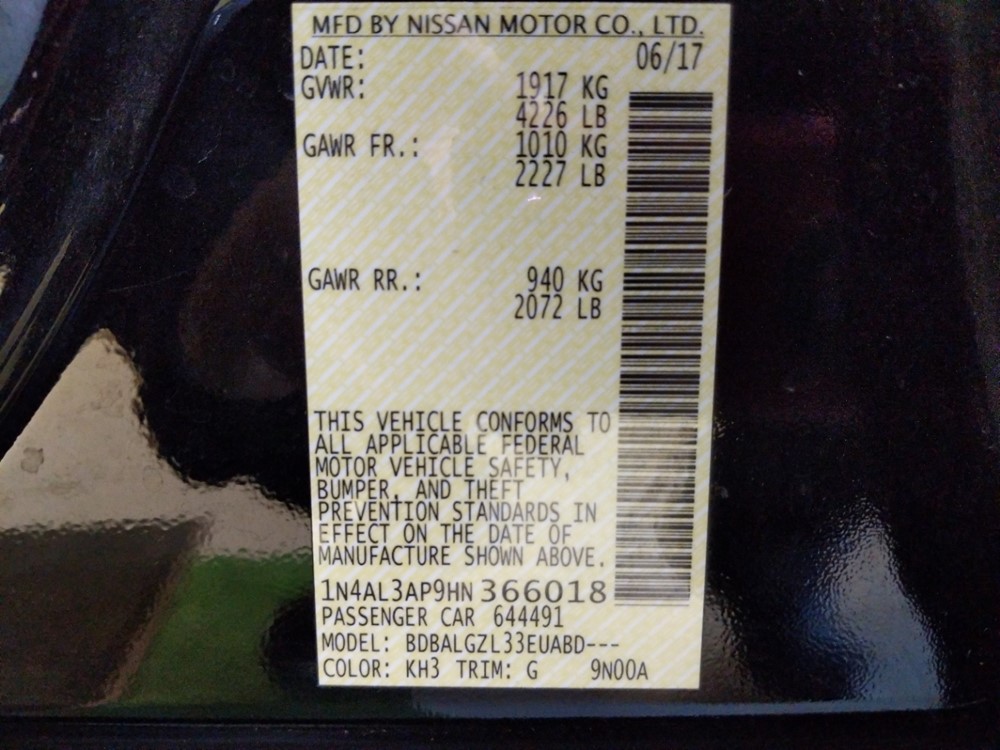 MFD BY NISSAN MOTOR CO., LTD.
DATE: 06/17
GVWR: 1917 KG
4226 LB
GAWR FR.: 1010 KG
2227 LB
GAWR RR.: 940 KG
2072 LB
THIS VEHICLE CONFORMS TO
ALL APPLICABLE FEDERAL
MOTOR VEHICLE SAFETY,
BUMPER, AND THEFT
PREVENTION STANDARDS IN
EFFECT ON THE DATE OF
MANUFACTURE SHOWN ABOVE.
1N4AL3AP9HN 366018
PASSENGER CAR 644491
MODEL: BDBALGZL33EUABD---
COLOR: KH3 TRIM: G 9N00A